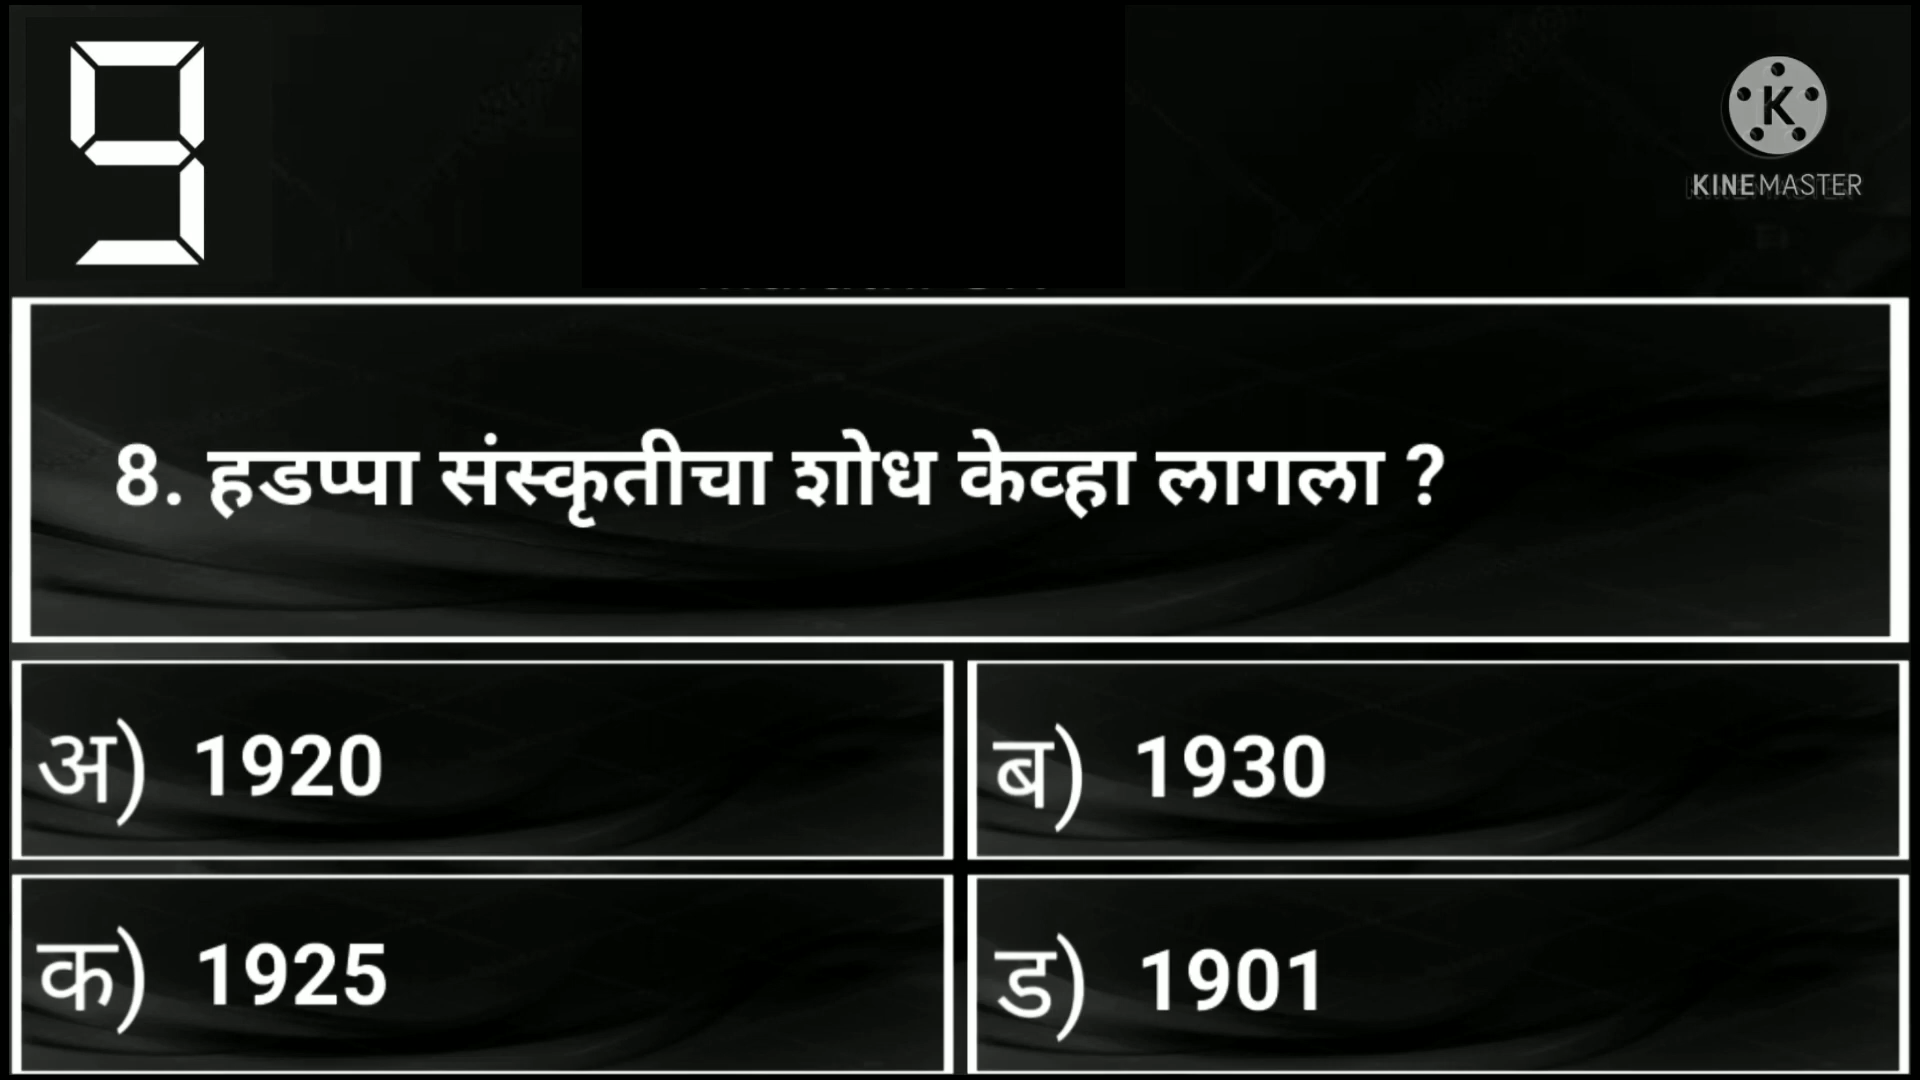 9
KINEMASTER
8. हडप्पा संस्कृतीचा शोध केव्हा लागला ?
अ) 1920
ब) 1930
क) 1925
ड) 1901